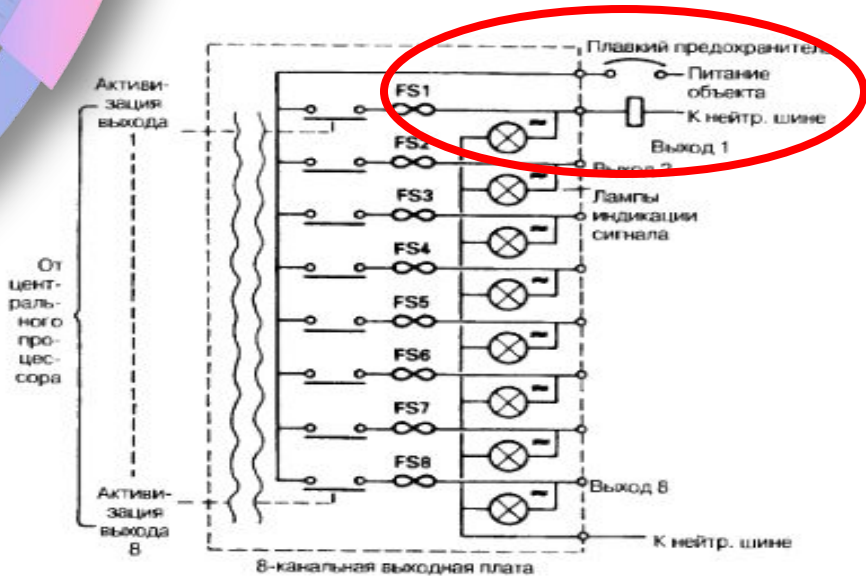 Плавкий предохранитель
Питание
объекта
К нейтр. шине
Выход 1
Активи-
зация
выхода
1
FS1
FS2
FS3
FS4
FS5
FS6
FS7
FS8
Выход 2
Лампы
индикации
сигнала
От
цент-
раль-
ного
про-
цес-
сора
Активи-
зация
выхода
8
Выход 8
К нейтр. шине
8-канальная выходная плата